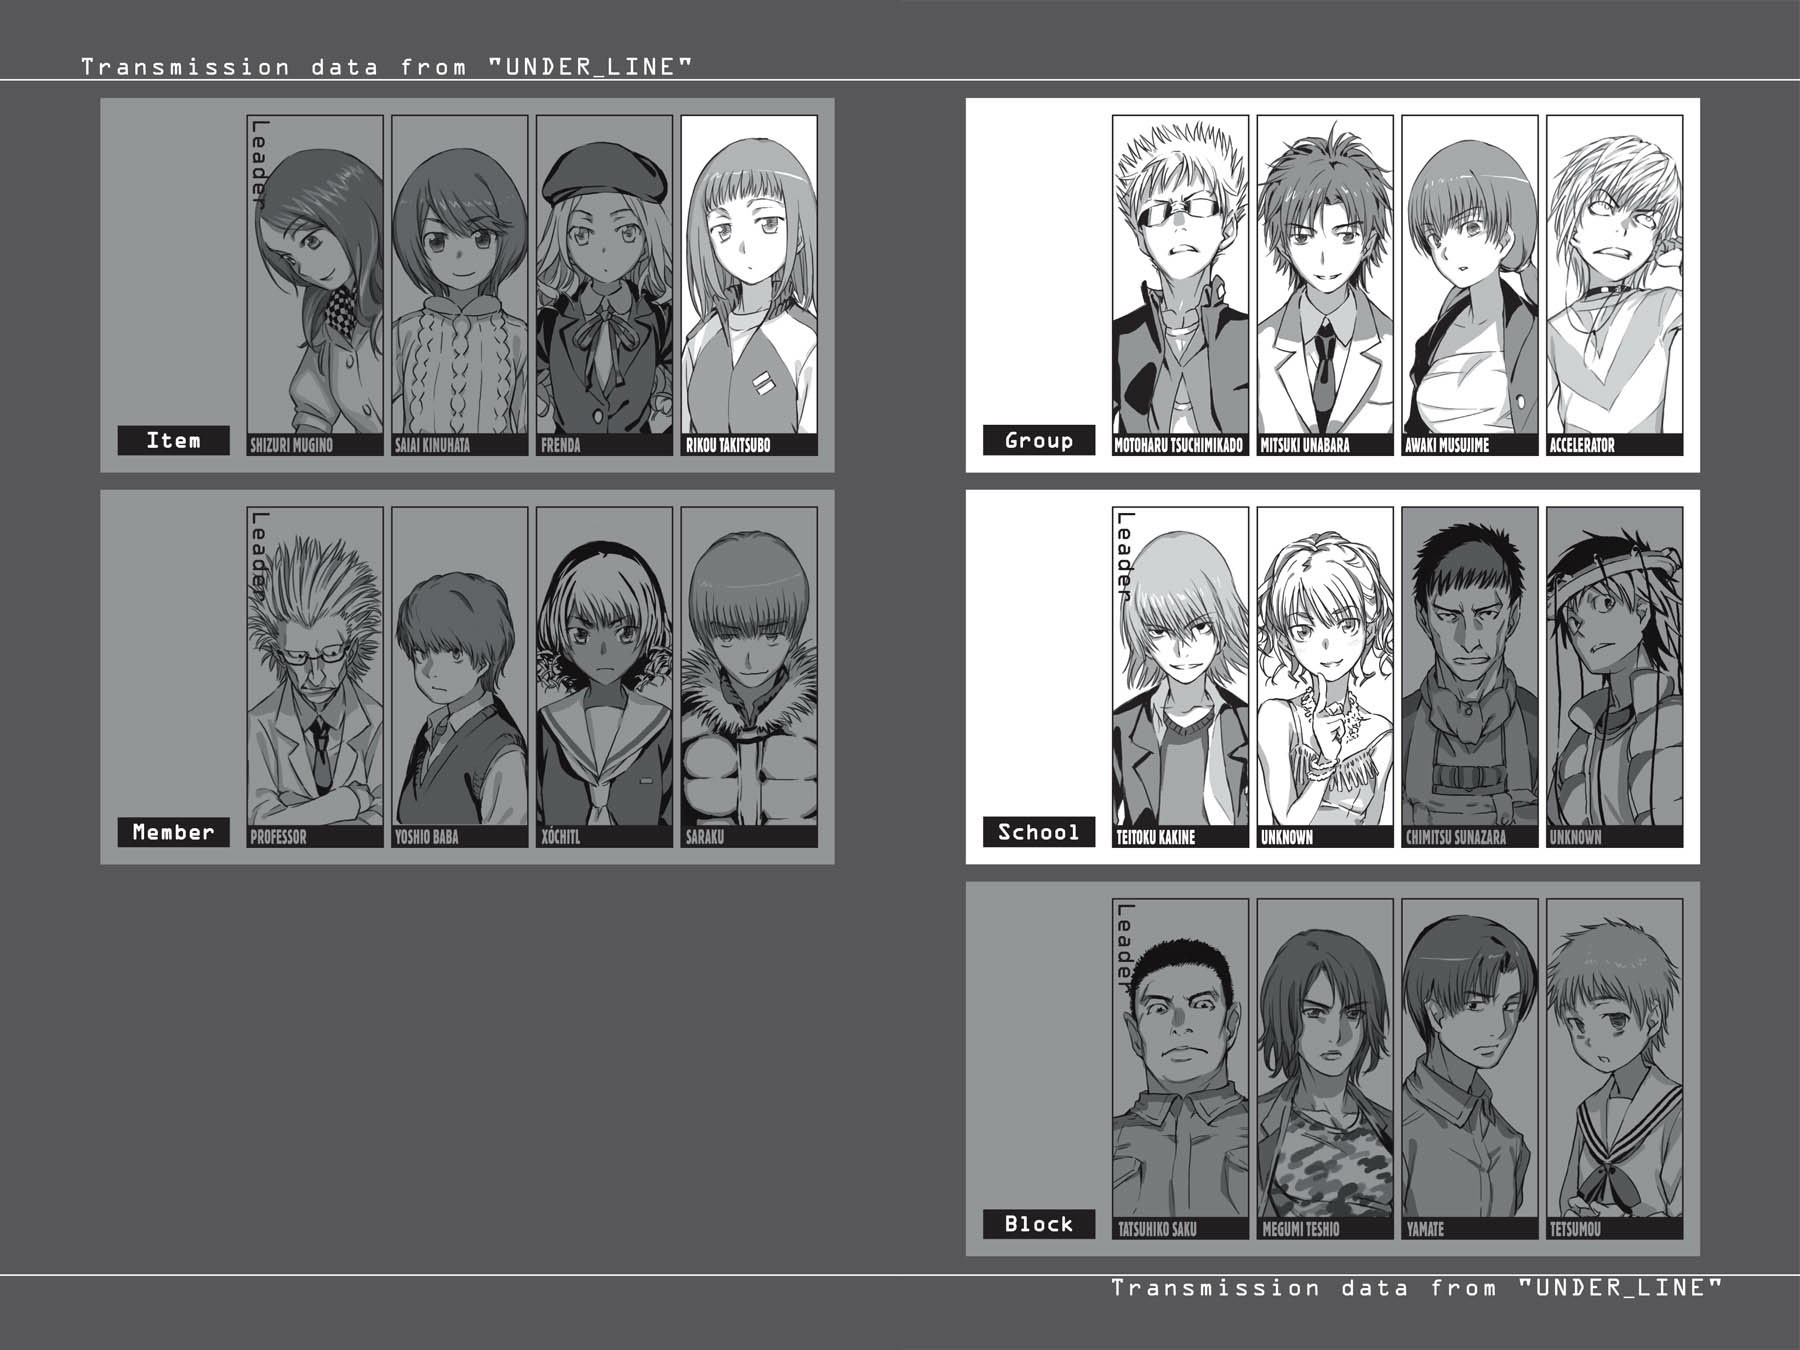 Transmission data from "UNDER_LINE"
Item
Leader
SHIZURI MUGINO
SAIAI KINUHATA
FRENDA
RIKOU TAKITSUBO
Member
Leader
PROFESSOR
YOSHIO BABA
XÓCHITL
SARAKU
Group
MOTOHARU TSUCHIMIKADO
MITSUKI UNABARA
AWAKI MUSUJIME
ACCELERATOR
School
Leader
TEITOKU KAKINE
UNKNOWN
CHIMITSU SUNAZARA
UNKNOWN
Block
Leader
TATSUHIKO SAKU
MEGUMI TESHIO
YAMATE
TETSUMOU
Transmission data from "UNDER_LINE"